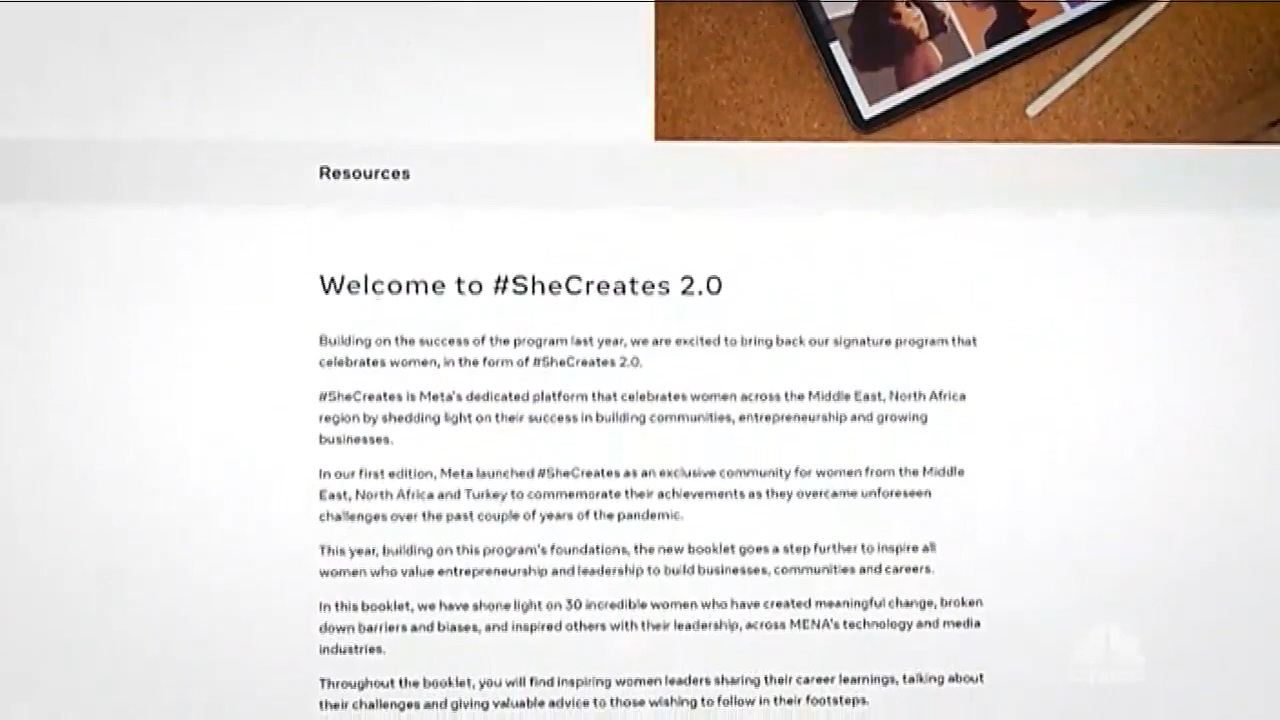 Resources
Welcome to #SheCreates 2.0
Building on the success of the program last year, we are excited to bring back our signature program that
celebrates women, in the form of #SheCreates 2.0.
#SheCreates is Meta's dedicated platform that celebrates women across the Middle East, North Africa
region by shedding light on their success in building communities, entrepreneurship and growing
businesses.
In our first edition, Meta launched #SheCreates as an exclusive community for women from the Middle
East, North Africa and Turkey to commemorate their achievements as they overcame unforeseen
challenges over the past couple of years of the pandemic.
This year, building on this program's foundations, the new booklet goes a step further to inspire all
women who value entrepreneurship and leadership to build businesses, communities and careers.
In this booklet, we have shone light on 30 incredible women who have created meaningful change, broken
down barriers and biases, and inspired others with their leadership, across MENA's technology and media
industries.
Throughout the booklet, you will find inspiring women leaders sharing their career learnings, talking about
their challenges and giving valuable advice to those wishing to follow in their footsteps.